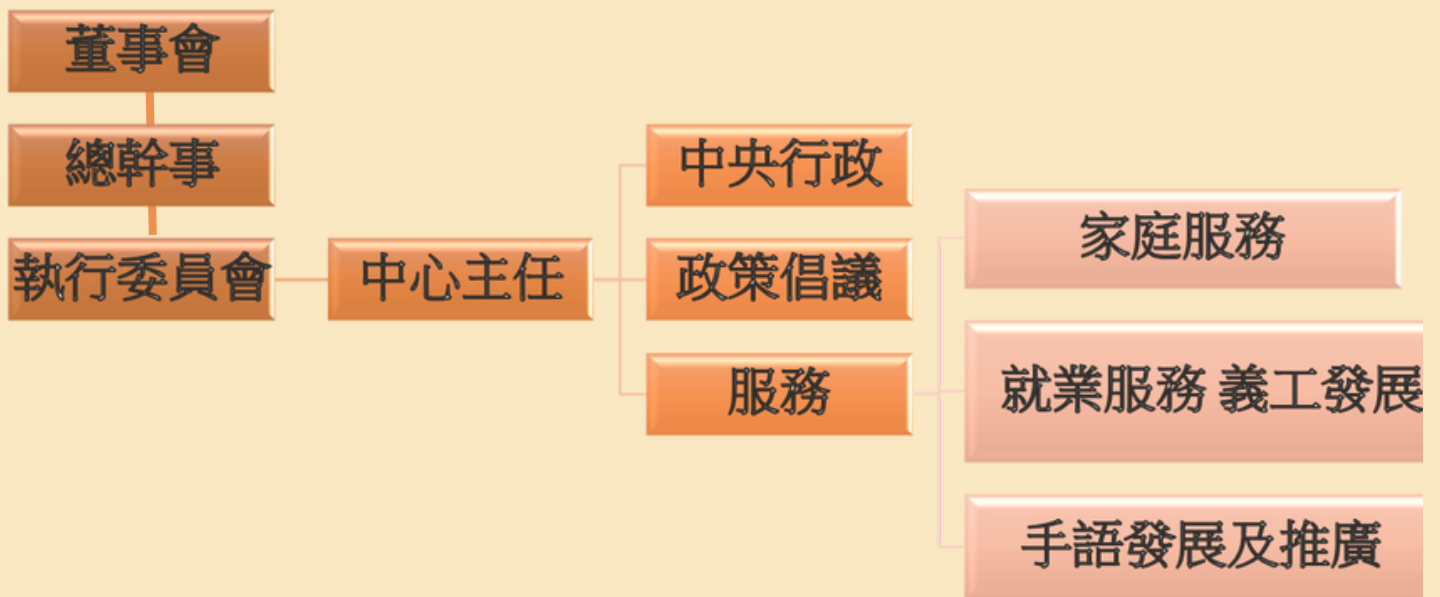 董事會
總幹事
執行委員會
中心主任
中央行政
政策倡議
服務
家庭服務
就業服務 義工發展
手語發展及推廣